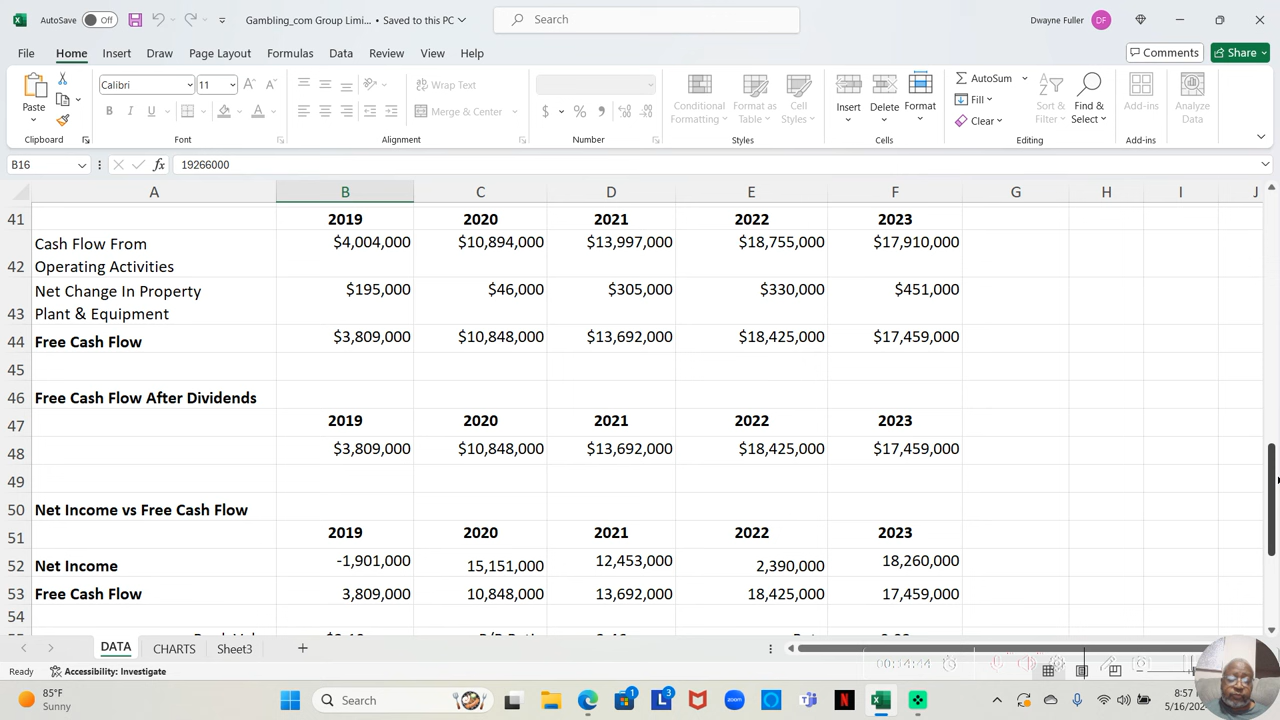 AutoSave Off Gambling_com Group Limi... • Saved to this PC Search Dwayne Fuller DF
File Home Insert Draw Page Layout Formulas Data Review View Help Comments Share
Paste Calibri 11 Wrap Text Conditional Format as Cell Insert Delete Format AutoSum Sort & Find & Add-ins Analyze
B I U Merge & Center Formatting Table Styles Fill Filter Select Data
Clear
Clipboard Font Alignment Number Styles Cells Editing Add-ins
B16 fx 19266000
A B C D E F G H I J
41 2019 2020 2021 2022 2023
Cash Flow From $4,004,000 $10,894,000 $13,997,000 $18,755,000 $17,910,000
42 Operating Activities
Net Change In Property $195,000 $46,000 $305,000 $330,000 $451,000
43 Plant & Equipment
44 Free Cash Flow $3,809,000 $10,848,000 $13,692,000 $18,425,000 $17,459,000
45
46 Free Cash Flow After Dividends
47 2019 2020 2021 2022 2023
48 $3,809,000 $10,848,000 $13,692,000 $18,425,000 $17,459,000
49
50 Net Income vs Free Cash Flow
51 2019 2020 2021 2022 2023
52 Net Income -1,901,000 15,151,000 12,453,000 2,390,000 18,260,000
53 Free Cash Flow 3,809,000 10,848,000 13,692,000 18,425,000 17,459,000
54
DATA CHARTS Sheet3
Ready Accessibility: Investigate 00:14:44
85°F Search 8:57
Sunny 5/16/202